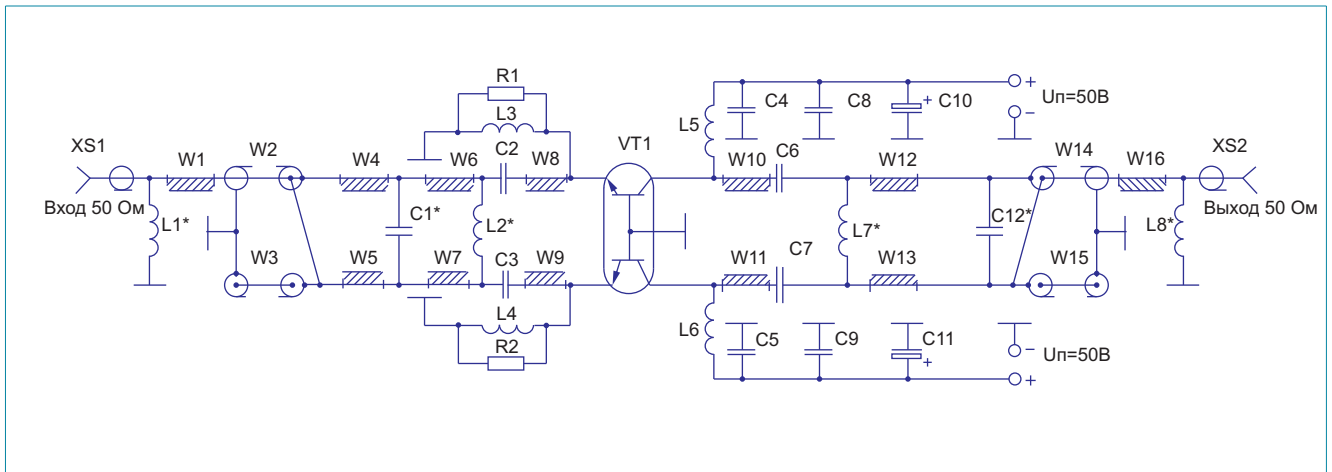 R1
L3
C2
VT1
L5
C4
C8
+
C10
+
Uп=50В
–
XS1
W1
W2
W4
W6
W8
W10
C6
W12
W14
W16
XS2
Вход 50 Ом
L1*
C1*
L2*
L7*
C12*
L8*
Выход 50 Ом
W3
W5
W7
C3
W9
W11
C7
W13
W15
L4
R2
L6
C5
C9
C11
+
–
Uп=50В
+